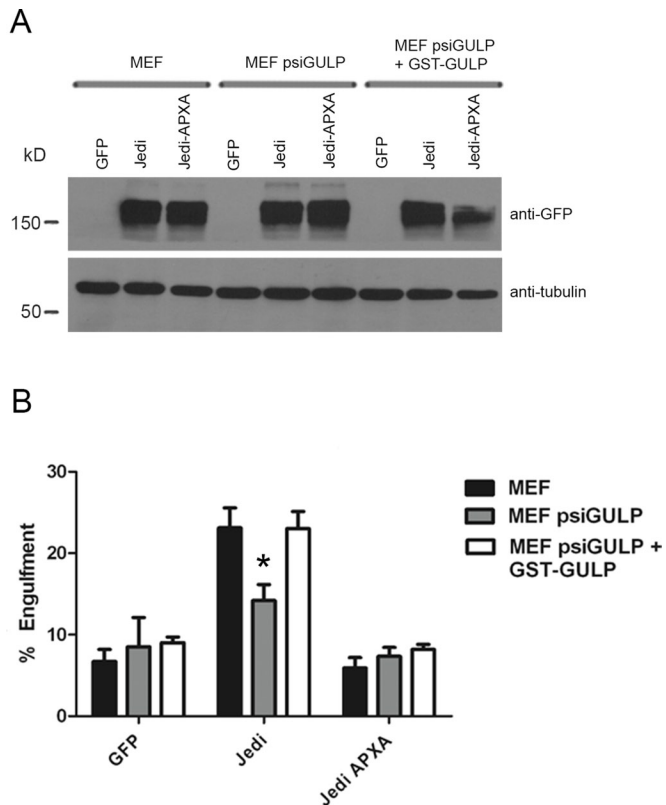 A
MEF
MEF psiGULP
MEF psiGULP
+ GST-GULP
kD
GFP
Jedi
Jedi-APXA
GFP
Jedi
Jedi-APXA
GFP
Jedi
Jedi-APXA
150
anti-GFP
50
anti-tubulin
B
% Engulfment
30
20
10
0
*
GFP
Jedi
Jedi APXA
MEF
MEF psiGULP
MEF psiGULP +
GST-GULP